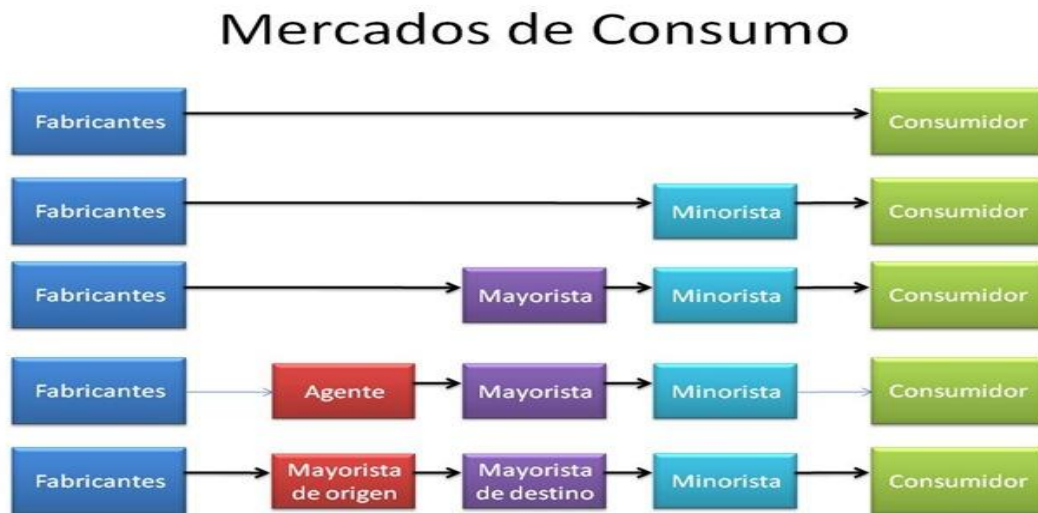 Mercados de Consumo
Fabricantes
Consumidor
Fabricantes
Minorista
Consumidor
Fabricantes
Mayorista
Minorista
Consumidor
Fabricantes
Agente
Mayorista
Minorista
Consumidor
Fabricantes
Mayorista
de origen
Mayorista
de destino
Minorista
Consumidor